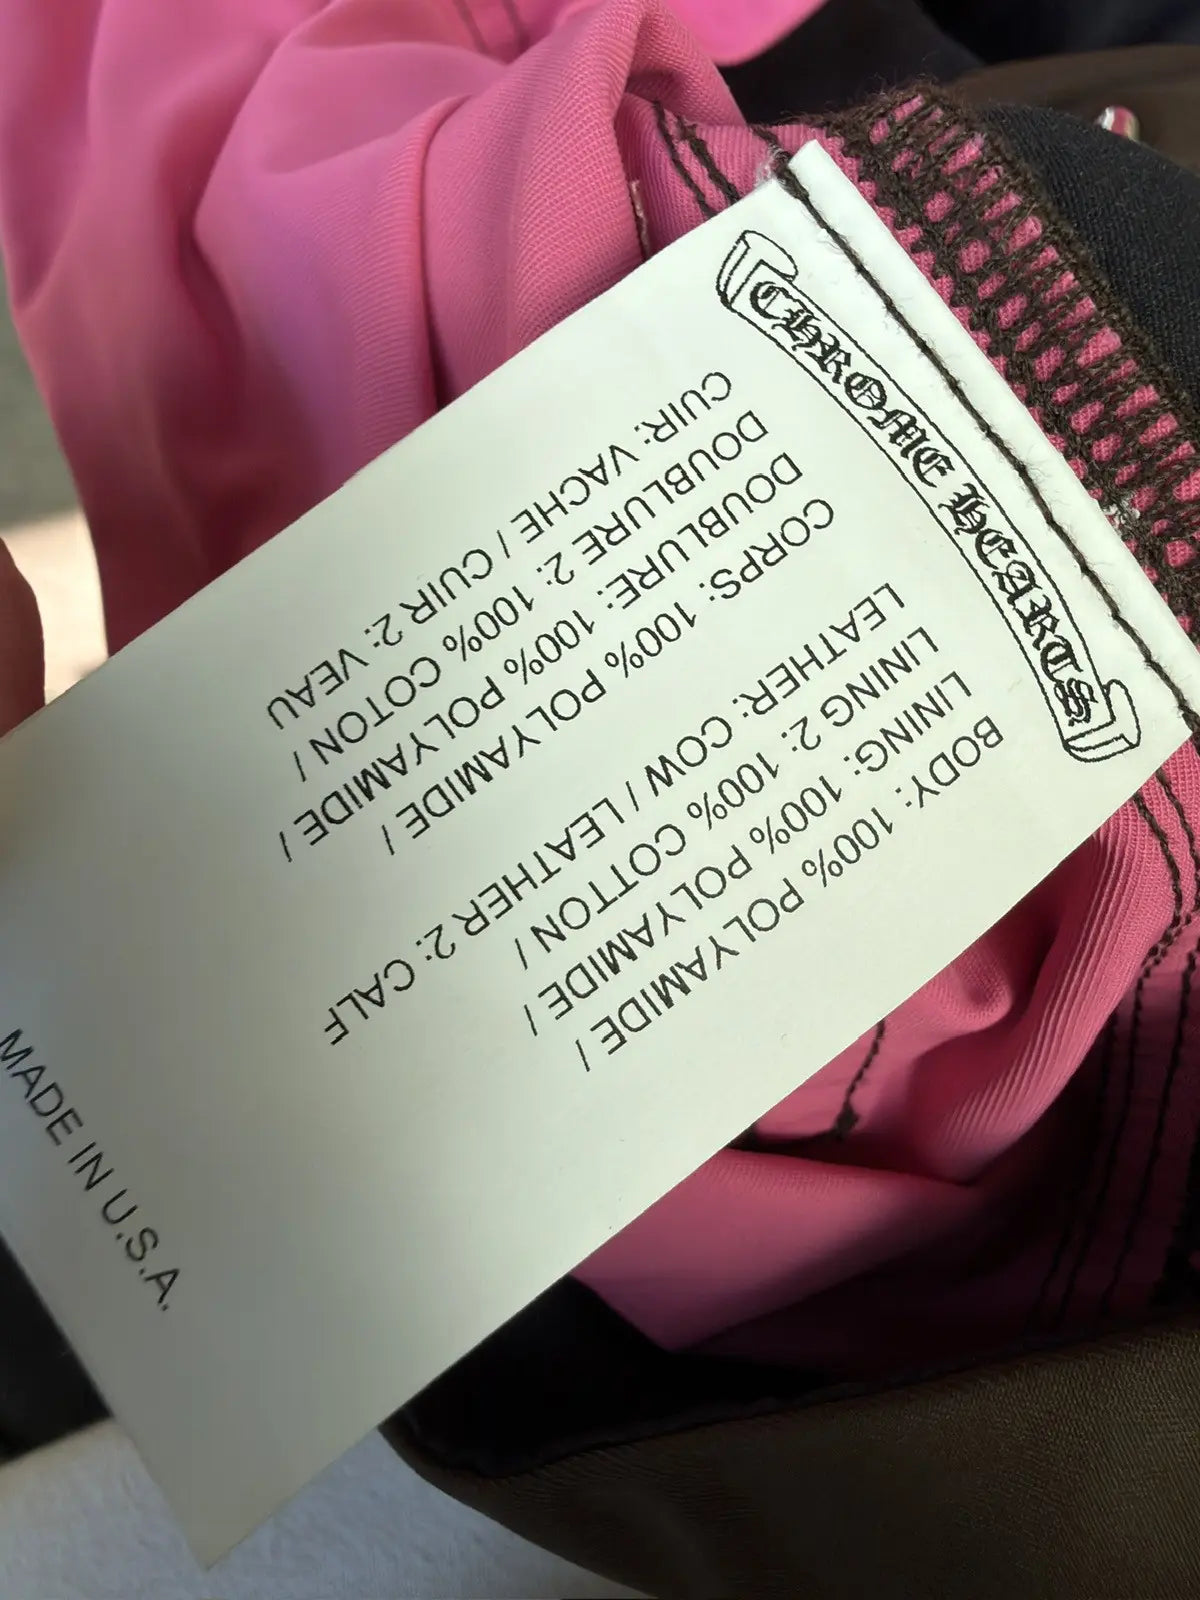 CHROME HEARTS
BODY: 100% POLYAMIDE /
LINING: 100% POLYAMIDE /
LINING 2: 100% COTTON /
LEATHER: COW / LEATHER 2: CALF
CORPS: 100% POLYAMIDE /
DOUBLURE: 100% POLYAMIDE /
DOUBLURE 2: 100% COTON /
CUIR: VACHE / CUIR 2: VEAU
MADE IN U.S.A.